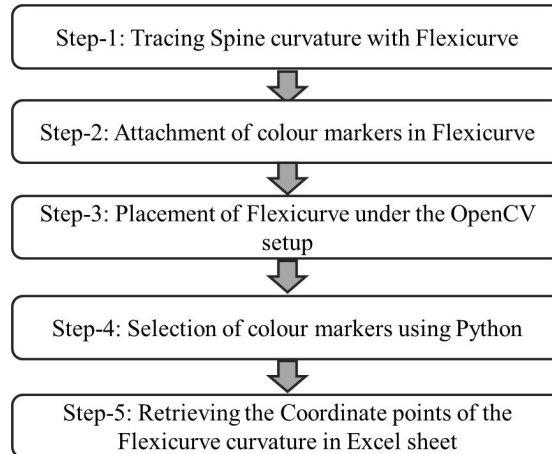 Step-1: Tracing Spine curvature with Flexicurve
Step-2: Attachment of colour markers in Flexicurve
Step-3: Placement of Flexicurve under the OpenCV
setup
Step-4: Selection of colour markers using Python
Step-5: Retrieving the Coordinate points of the
Flexicurve curvature in Excel sheet